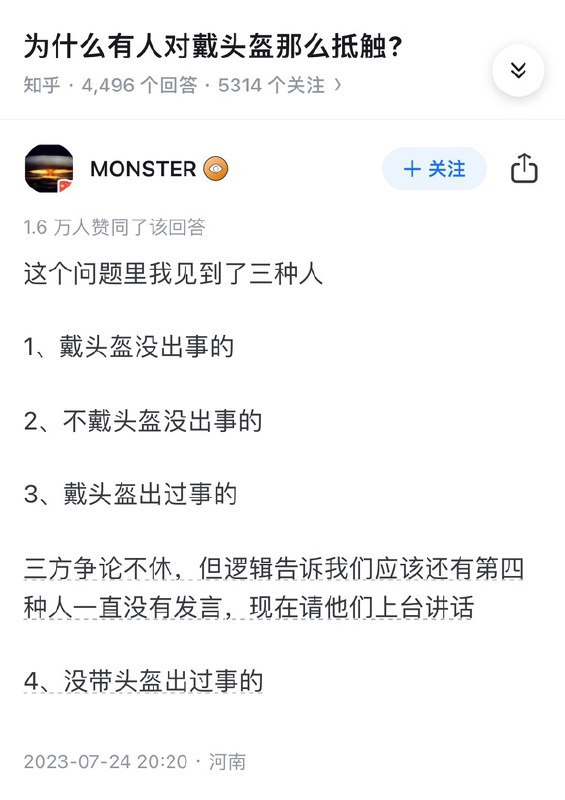 为什么有人对戴头盔那么抵触?
知乎 · 4,496 个回答 · 5314 个关注 >
MONSTER
+ 关注
1.6 万人赞同了该回答
这个问题里我见到了三种人
1、戴头盔没出事的
2、不戴头盔没出事的
3、戴头盔出过事的
三方争论不休，但逻辑告诉我们应该还有第四
种人一直没有发言，现在请他们上台讲话
4、没带头盔出过事的
2023-07-24 20:20 · 河南